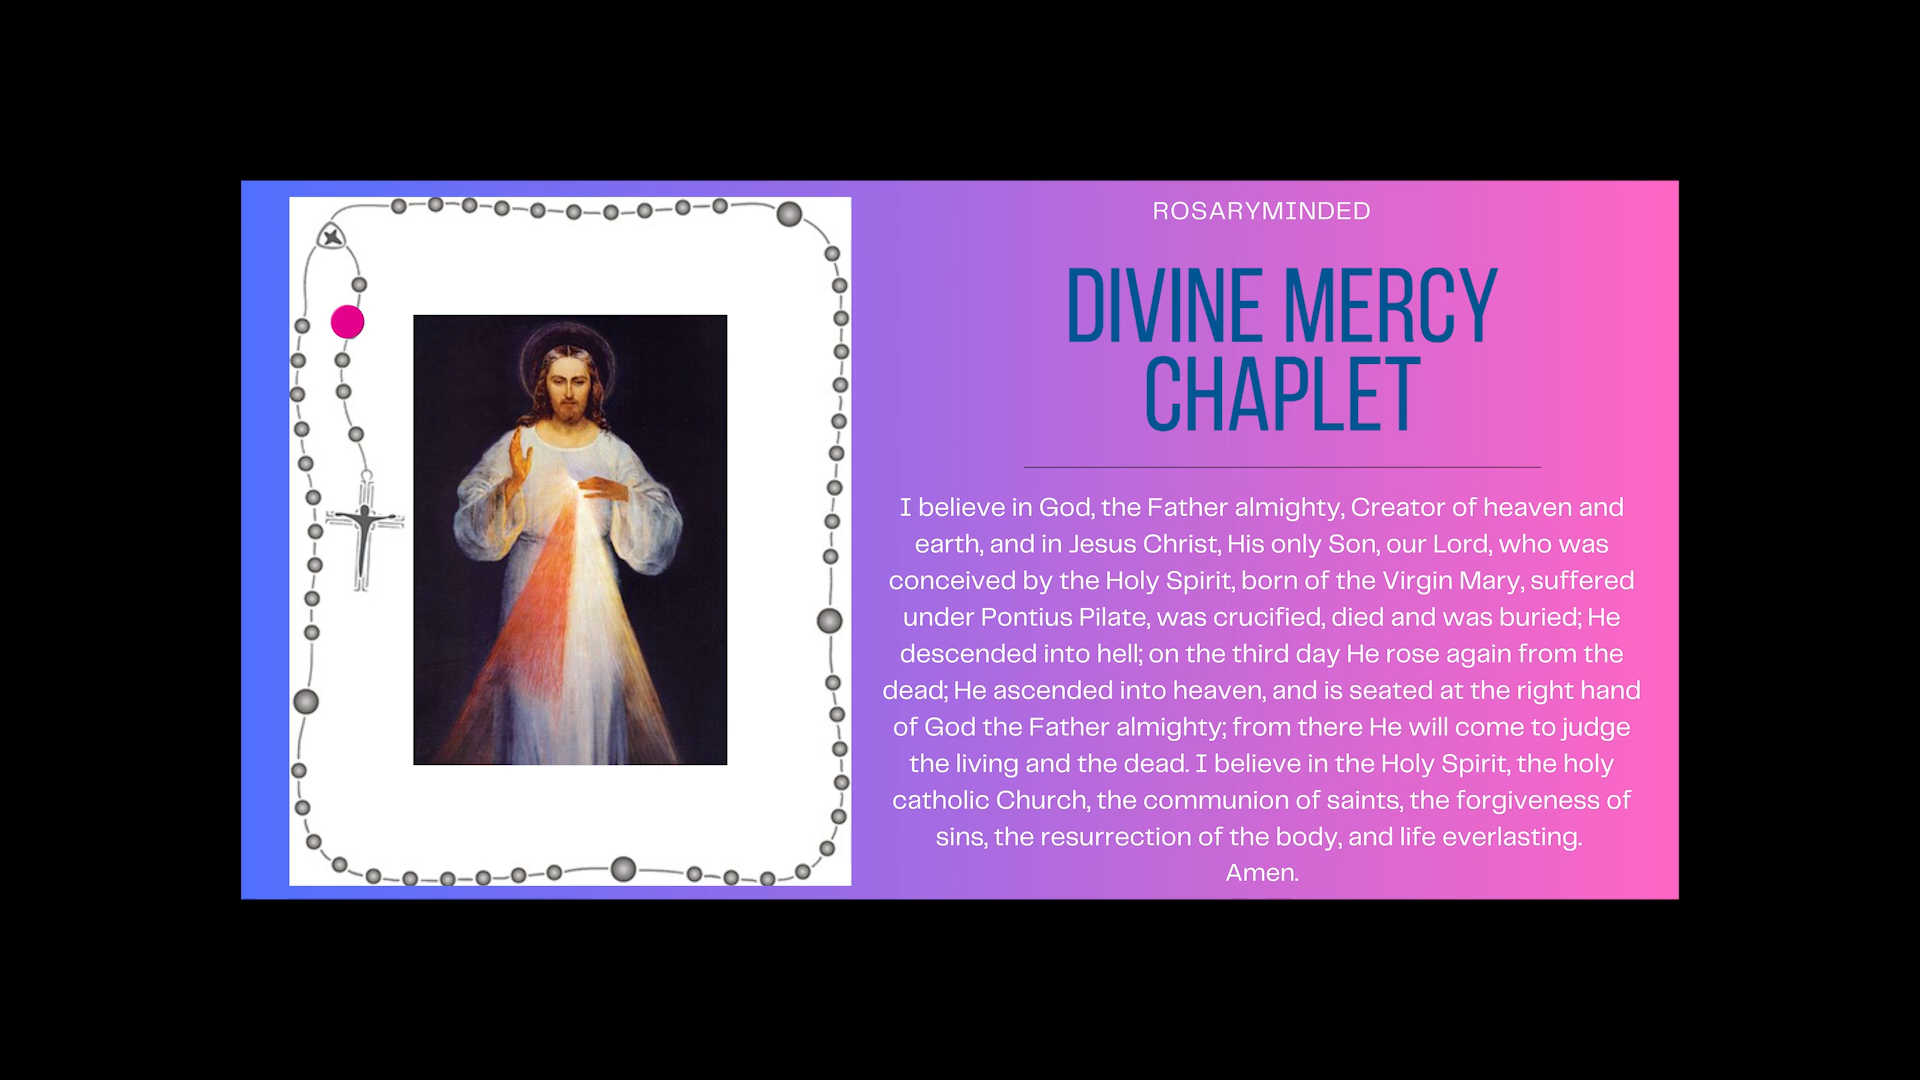 ROSARYMINDED
DIVINE MERCY
CHAPLET
I believe in God, the Father almighty, Creator of heaven and
earth, and in Jesus Christ, His only Son, our Lord, who was
conceived by the Holy Spirit, born of the Virgin Mary, suffered
under Pontius Pilate, was crucified, died and was buried; He
descended into hell; on the third day He rose again from the
dead; He ascended into heaven, and is seated at the right hand
of God the Father almighty; from there He will come to judge
the living and the dead. I believe in the Holy Spirit, the holy
catholic Church, the communion of saints, the forgiveness of
sins, the resurrection of the body, and life everlasting.
Amen.